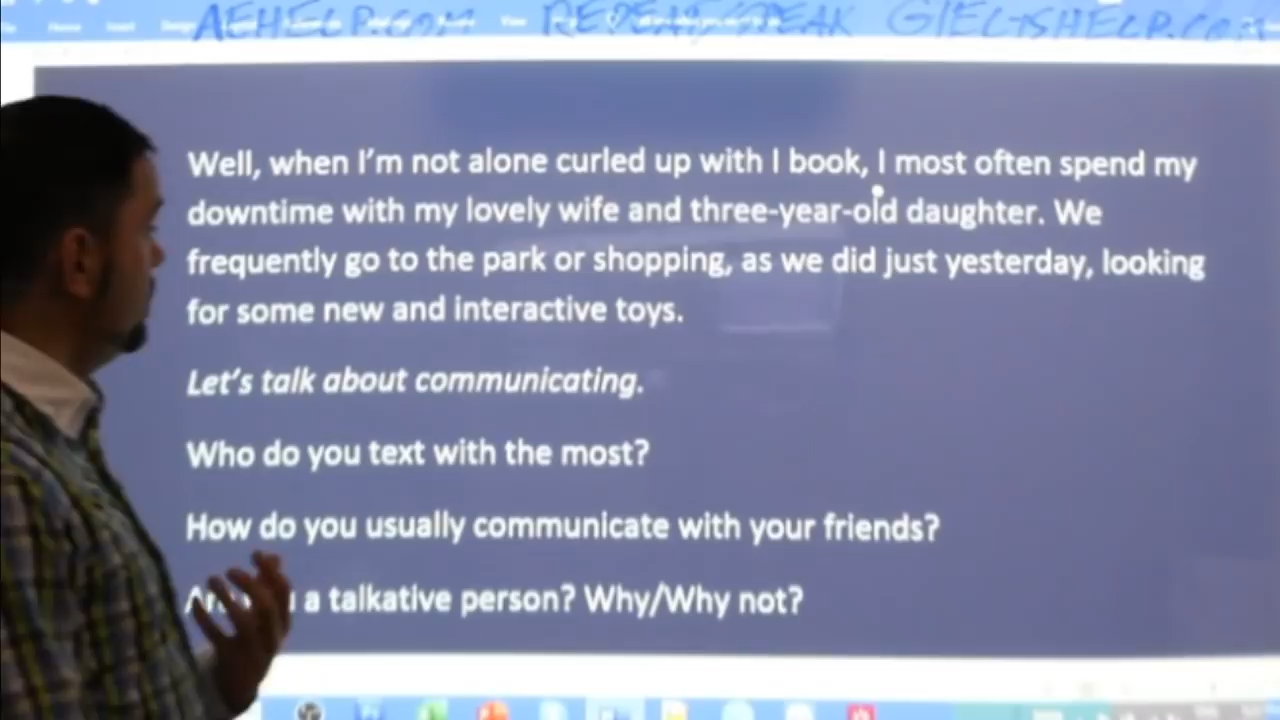 AEHELP.COM REPEAT/SPEAK GIELTSHELP.COM
Well, when I'm not alone curled up with I book, I most often spend my
downtime with my lovely wife and three-year-old daughter. We
frequently go to the park or shopping, as we did just yesterday, looking
for some new and interactive toys.
Let's talk about communicating.
Who do you text with the most?
How do you usually communicate with your friends?
a talkative person? Why/Why not?